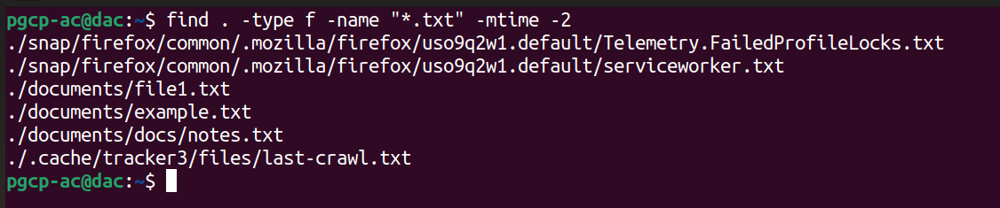 pgcp-ac@dac:~$ find . -type f -name "*.txt" -mtime -2
./snap/firefox/common/.mozilla/firefox/uso9q2w1.default/Telemetry.FailedProfileLocks.txt
./snap/firefox/common/.mozilla/firefox/uso9q2w1.default/serviceworker.txt
./documents/file1.txt
./documents/example.txt
./documents/docs/notes.txt
./.cache/tracker3/files/last-crawl.txt
pgcp-ac@dac:~$